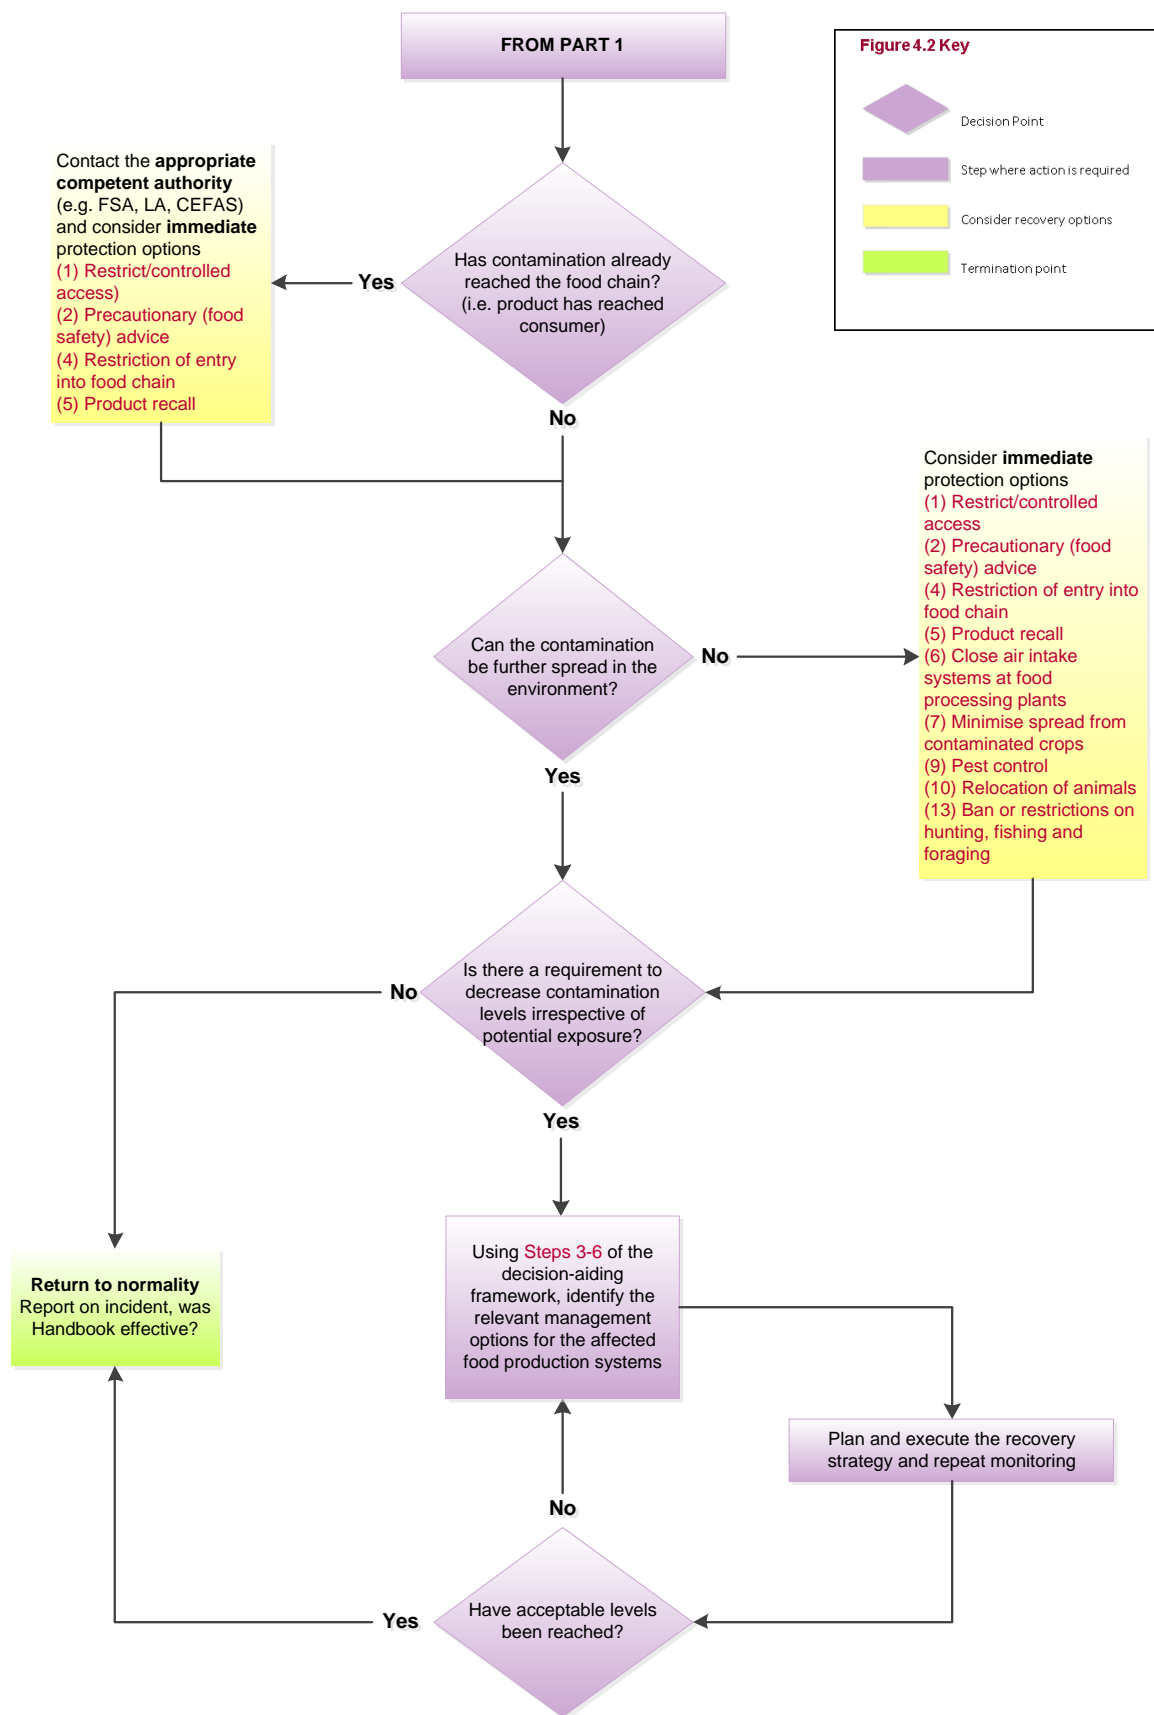 FROM PART 1
Figure 4.2 Key
Decision Point
Step where action is required
Consider recovery options
Termination point
Contact the appropriate
competent authority
(e.g. FSA, LA, CEFAS)
and consider immediate
protection options
(1) Restrict/controlled
access)
(2) Precautionary (food
safety) advice
(4) Restriction of entry
into food chain
(5) Product recall
Yes
Has contamination already
reached the food chain?
(i.e. product has reached
consumer)
No
Consider immediate
protection options
(1) Restrict/controlled
access
(2) Precautionary (food
safety) advice
(4) Restriction of entry into
food chain
(5) Product recall
(6) Close air intake
systems at food
processing plants
(7) Minimise spread from
contaminated crops
(9) Pest control
(10) Relocation of animals
(13) Ban or restrictions on
hunting, fishing and
foraging
Can the contamination
be further spread in the
environment?
No
Yes
Is there a requirement to
decrease contamination
levels irrespective of
potential exposure?
No
Yes
Return to normality
Report on incident, was
Handbook effective?
Using Steps 3-6 of the
decision-aiding
framework, identify the
relevant management
options for the affected
food production systems
Plan and execute the recovery
strategy and repeat monitoring
No
Have acceptable levels
been reached?
Yes